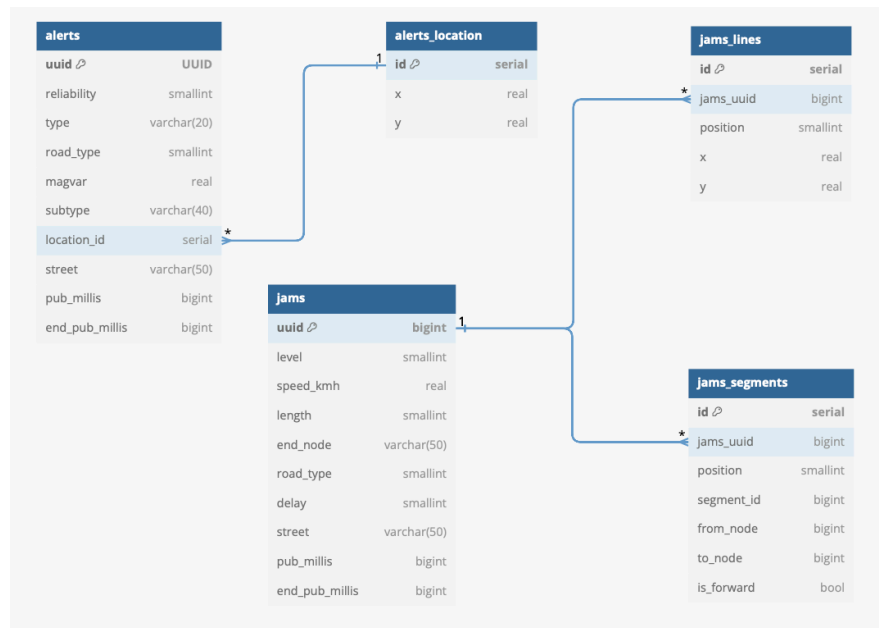 alerts
uuid UUID
reliability smallint
type varchar(20)
road_type smallint
magvar real
subtype varchar(40)
location_id serial
street varchar(50)
pub_millis bigint
end_pub_millis bigint
*
1
alerts_location
id serial
x real
y real
jams
uuid bigint
level smallint
speed_kmh real
length smallint
end_node varchar(50)
road_type smallint
delay smallint
street varchar(50)
pub_millis bigint
end_pub_millis bigint
1
*
jams_lines
id serial
jams_uuid bigint
position smallint
x real
y real
*
jams_segments
id serial
jams_uuid bigint
position smallint
segment_id bigint
from_node bigint
to_node bigint
is_forward bool